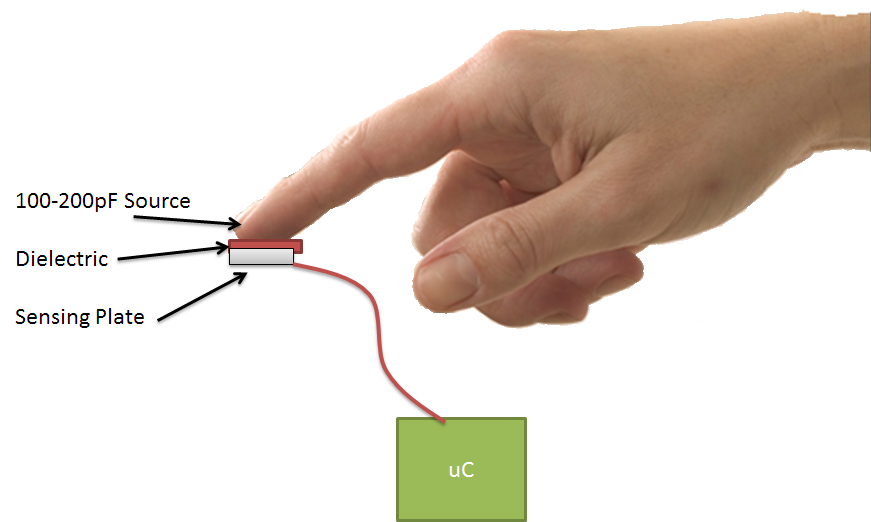 100-200pF Source
Dielectric
Sensing Plate
uC